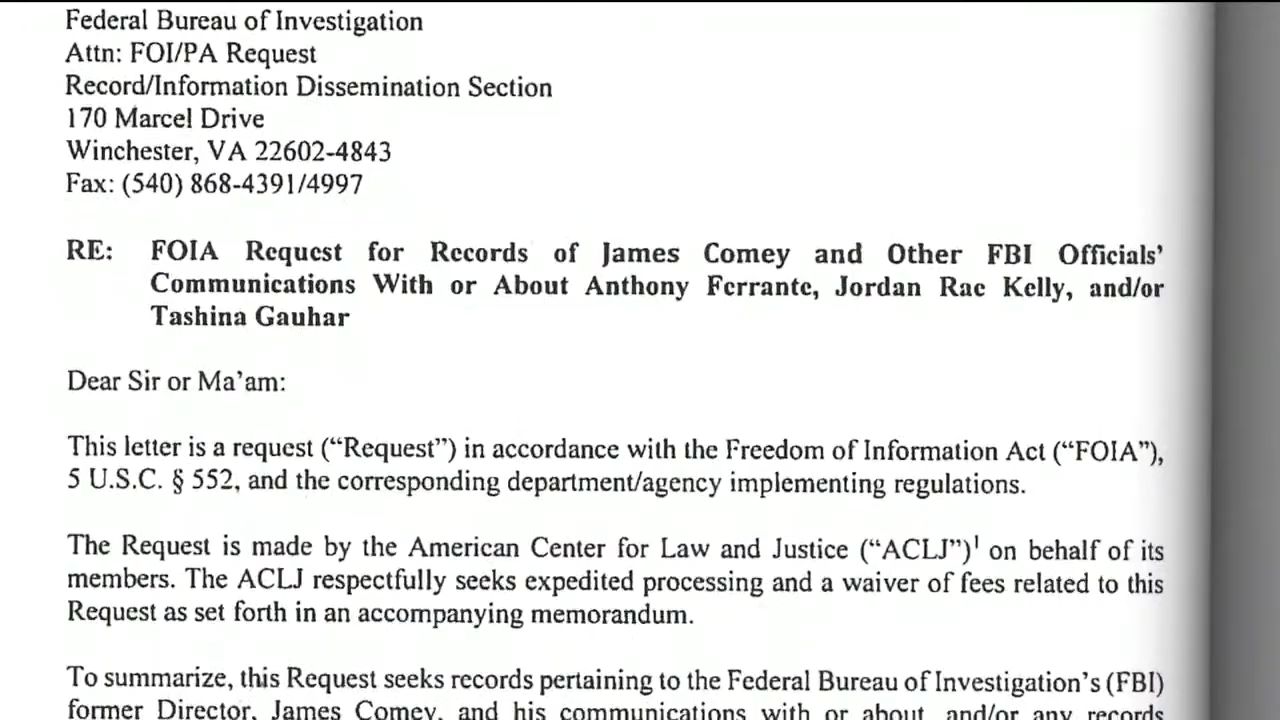 Federal Bureau of Investigation
Attn: FOI/PA Request
Record/Information Dissemination Section
170 Marcel Drive
Winchester, VA 22602-4843
Fax: (540) 868-4391/4997
RE: FOIA Request for Records of James Comey and Other FBI Officials’
Communications With or About Anthony Ferrante, Jordan Rae Kelly, and/or
Tashina Gauhar
Dear Sir or Ma’am:
This letter is a request (“Request”) in accordance with the Freedom of Information Act (“FOIA”),
5 U.S.C. § 552, and the corresponding department/agency implementing regulations.
The Request is made by the American Center for Law and Justice (“ACLJ”)¹ on behalf of its
members. The ACLJ respectfully seeks expedited processing and a waiver of fees related to this
Request as set forth in an accompanying memorandum.
To summarize, this Request seeks records pertaining to the Federal Bureau of Investigation's (FBI)
former Director, James Comey, and his communications with or about, and/or any records